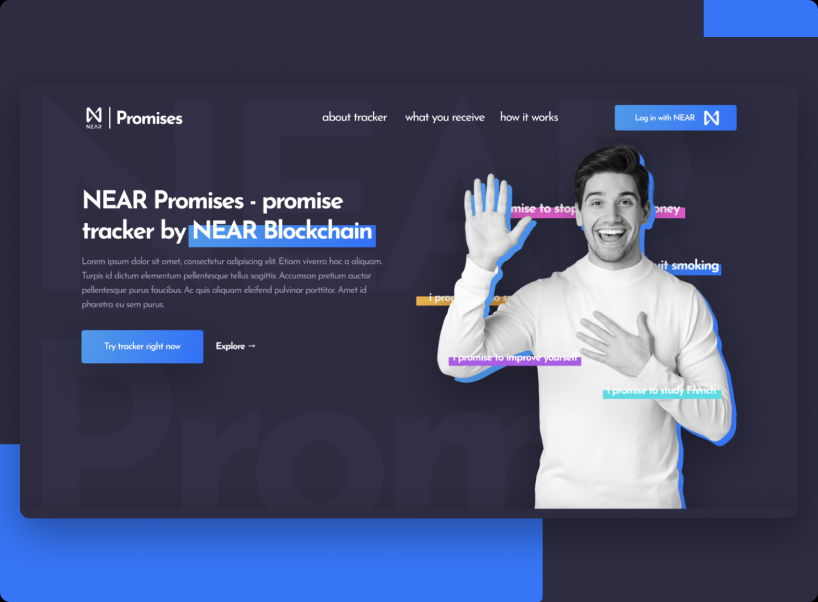 NEAR
Promises
about tracker
what you receive
how it works
Log in with NEAR
NEAR Promises - promise
tracker by NEAR Blockchain
Lorem ipsum dolor sit amet, consectetur adipiscing elit. Etiam viverra hac a aliquam.
Turpis id dictum elementum pellentesque tellus sagittis. Accumsan pretium auctor
pellentesque purus faucibus. Ac quis aliquam eleifend pulvinar porttitor. Amet id
pharetra eu sem purus.
Try tracker right now
Explore →
mise to stop oney
uit smoking
i pro o s
i promise to improve yourself
i promise to study French
NEAR
Prom